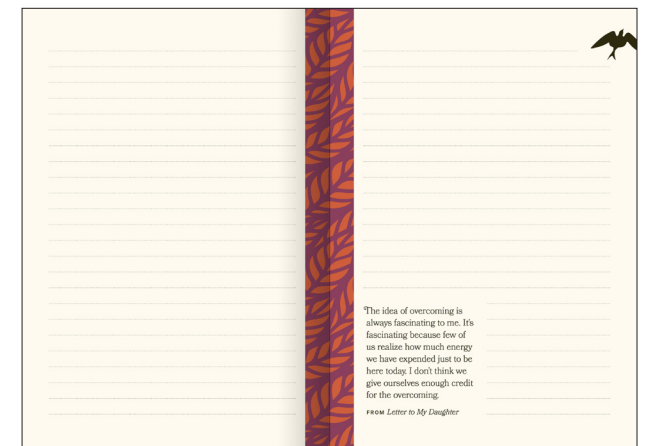 “The idea of overcoming is
always fascinating to me. It's
fascinating because few of
us realize how much energy
we have expended just to be
here today. I don't think we
give ourselves enough credit
for the overcoming.
FROM Letter to My Daughter